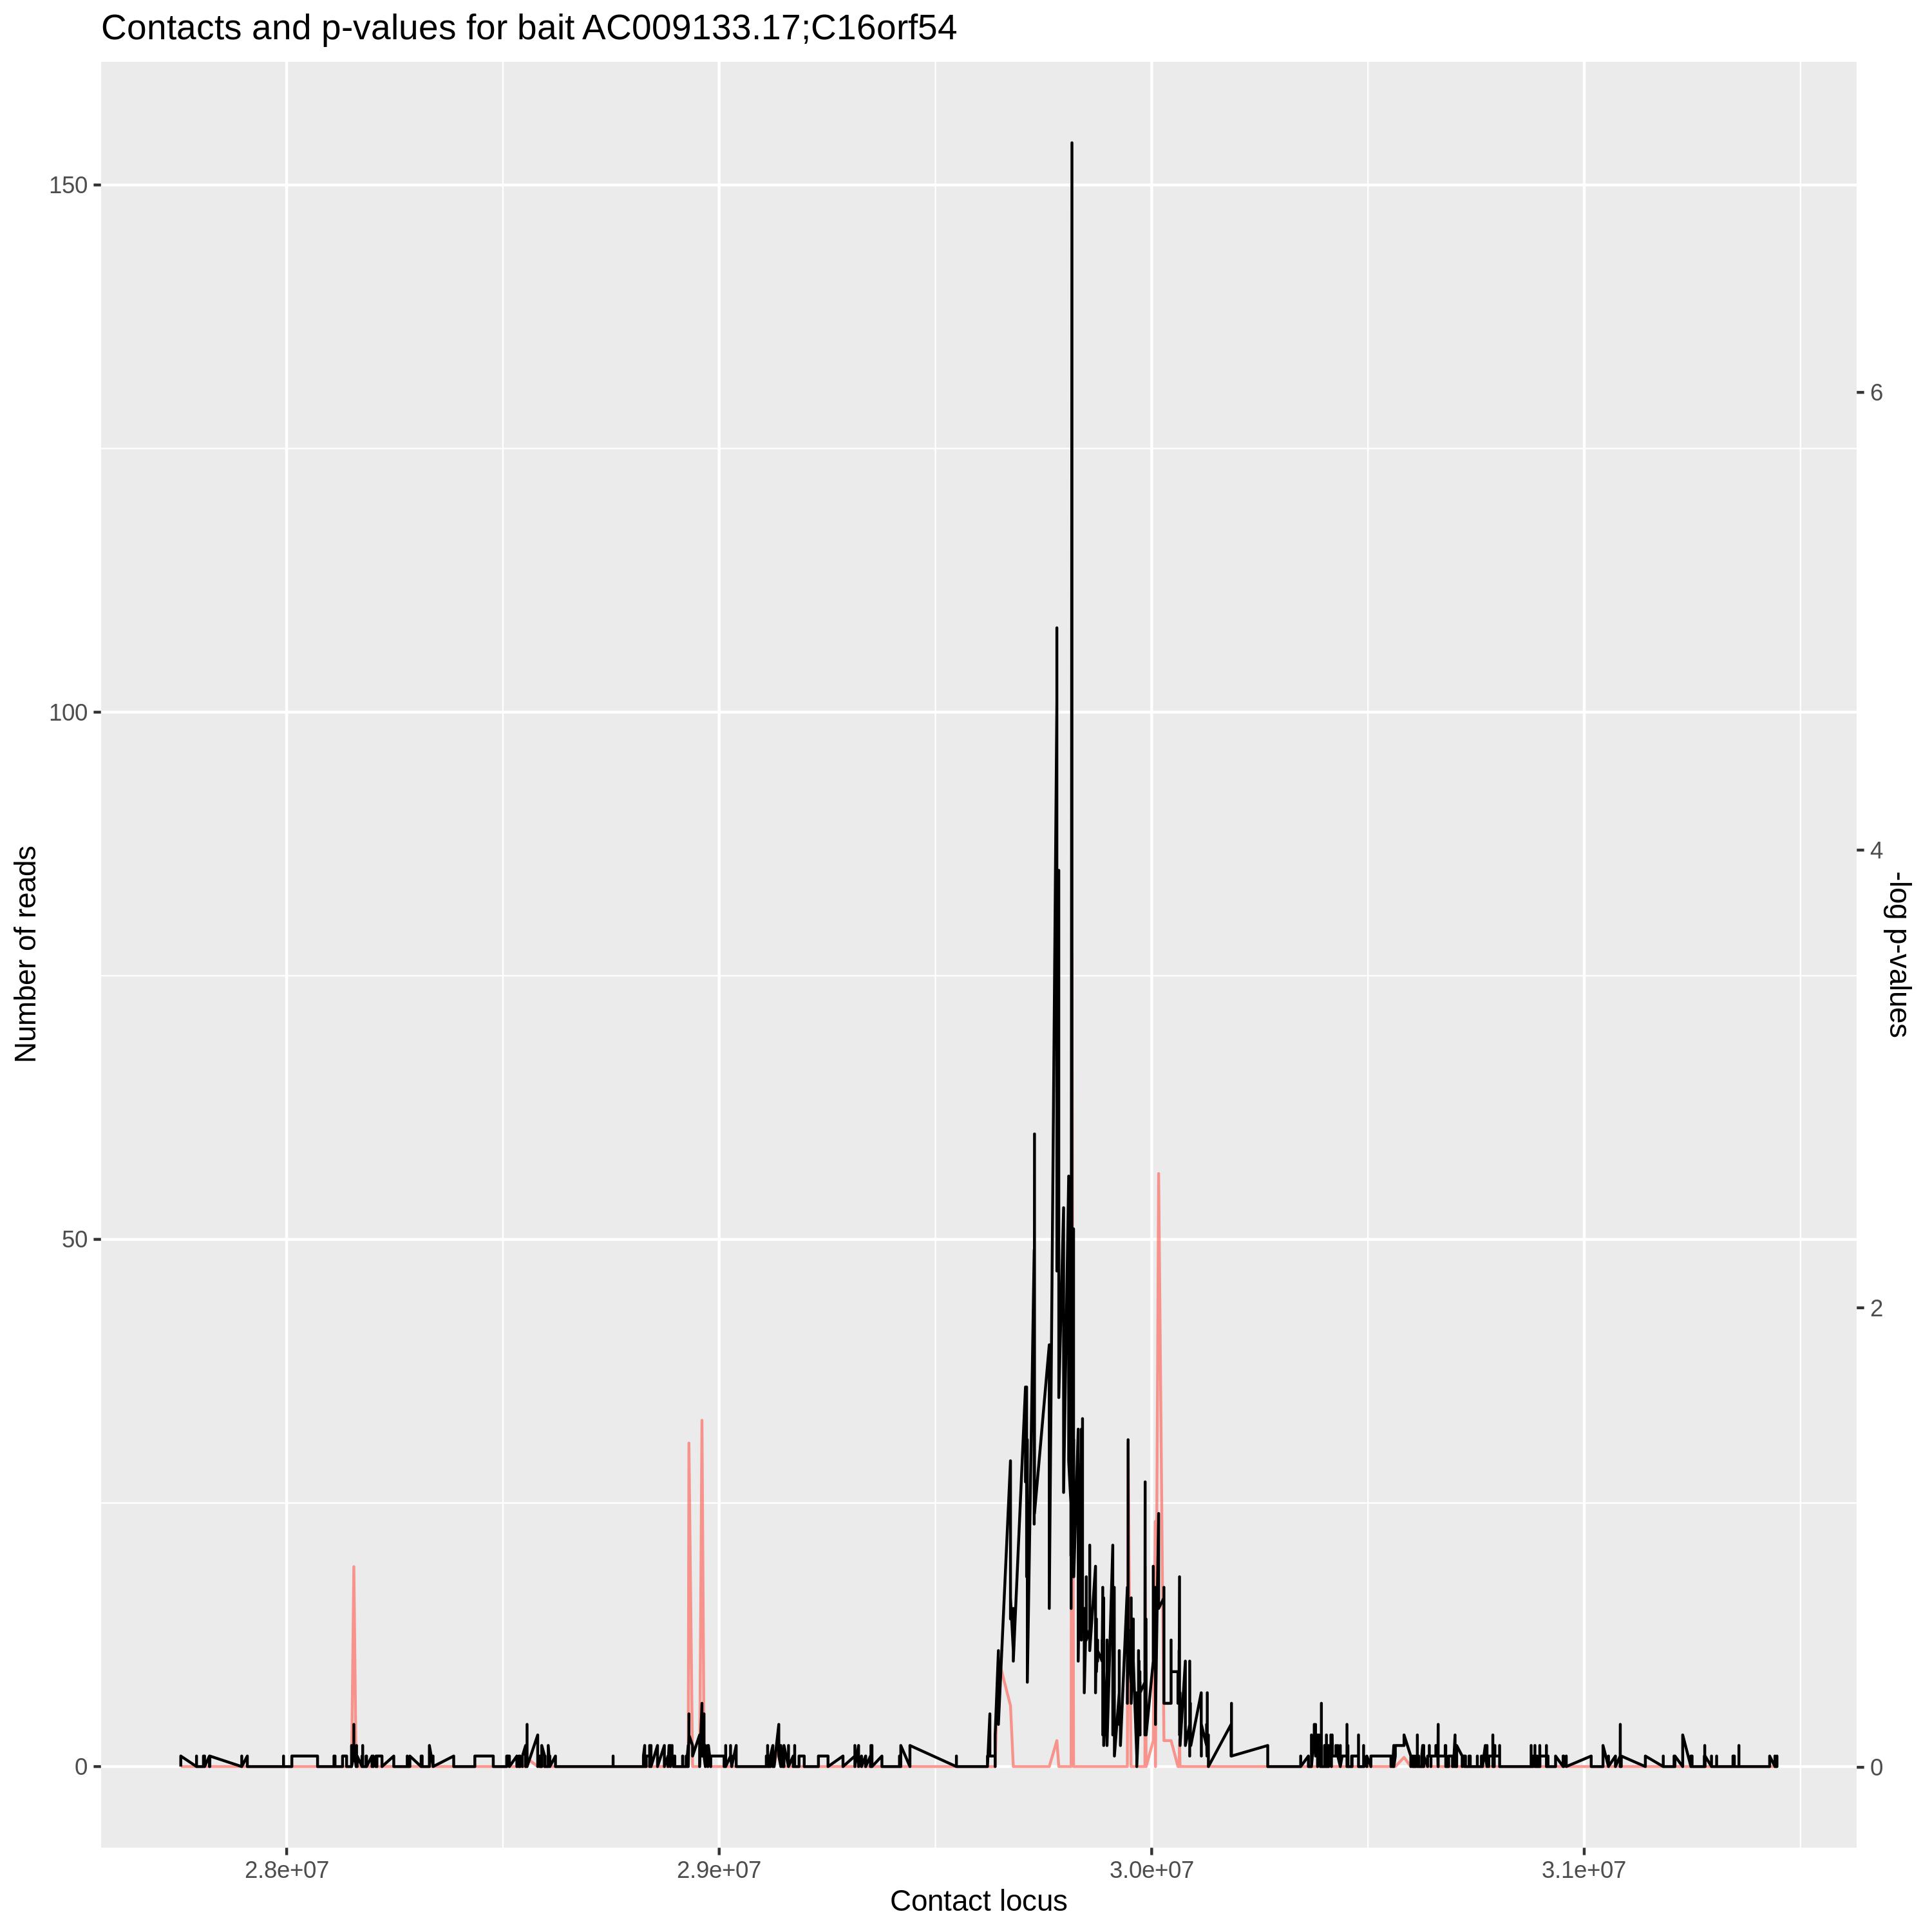 Contacts and p-values for bait AC009133.17;C16orf54
150
100
50
0
Number of reads
6
4
2
0
-log p-values
2.8e+07
2.9e+07
3.0e+07
3.1e+07
Contact locus